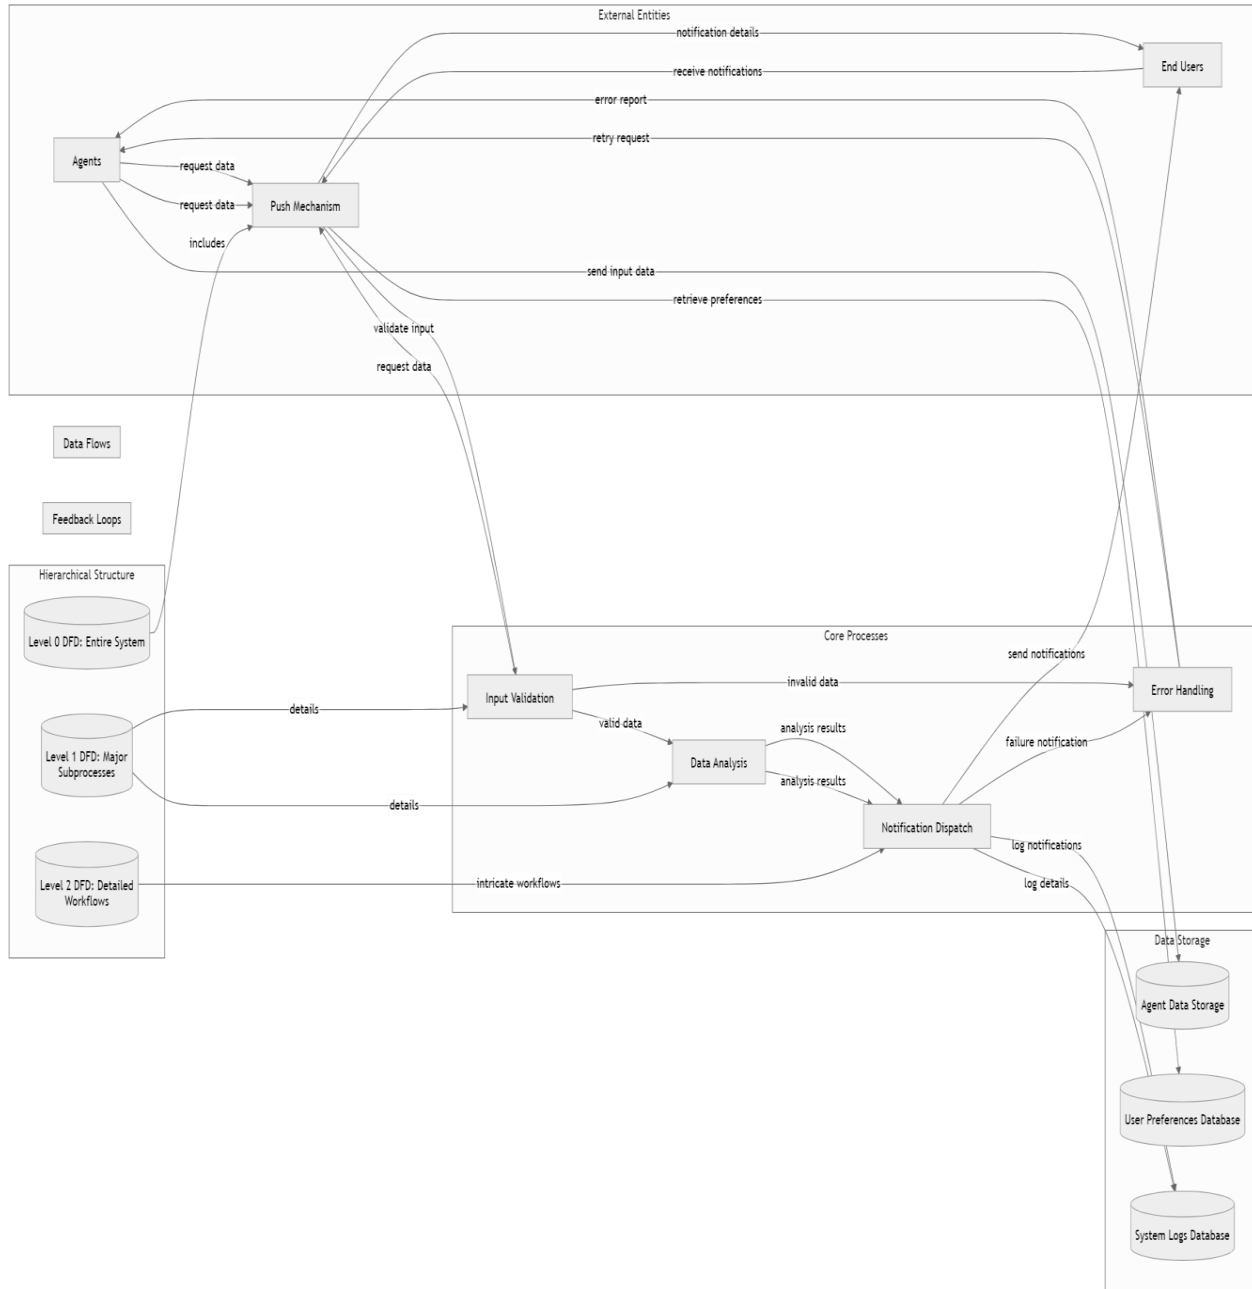 External Entities
notification details
End Users
receive notifications
error report
retry request
Agents
request data
request data
Push Mechanism
includes
send input data
retrieve preferences
validate input
request data
Data Flows
Feedback Loops
Hierarchical Structure
Level 0 DFD: Entire System
Level 1 DFD: Major
Subprocesses
Level 2 DFD: Detailed
Workflows
details
details
intricate workflows
Core Processes
send notifications
Input Validation
invalid data
Error Handling
valid data
analysis results
failure notification
Data Analysis
analysis results
Notification Dispatch
log notifications
log details
Data Storage
Agent Data Storage
User Preferences Database
System Logs Database